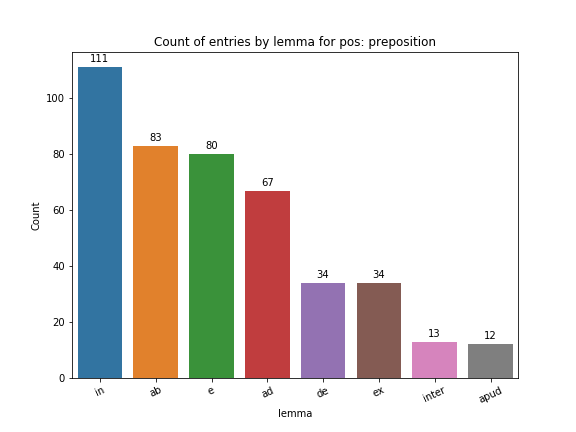 Count of entries by lemma for pos: preposition
111
83
80
67
34
34
13
12
100
80
60
40
20
0
Count
in
ab
e
ad
de
ex
inter
apud
lemma